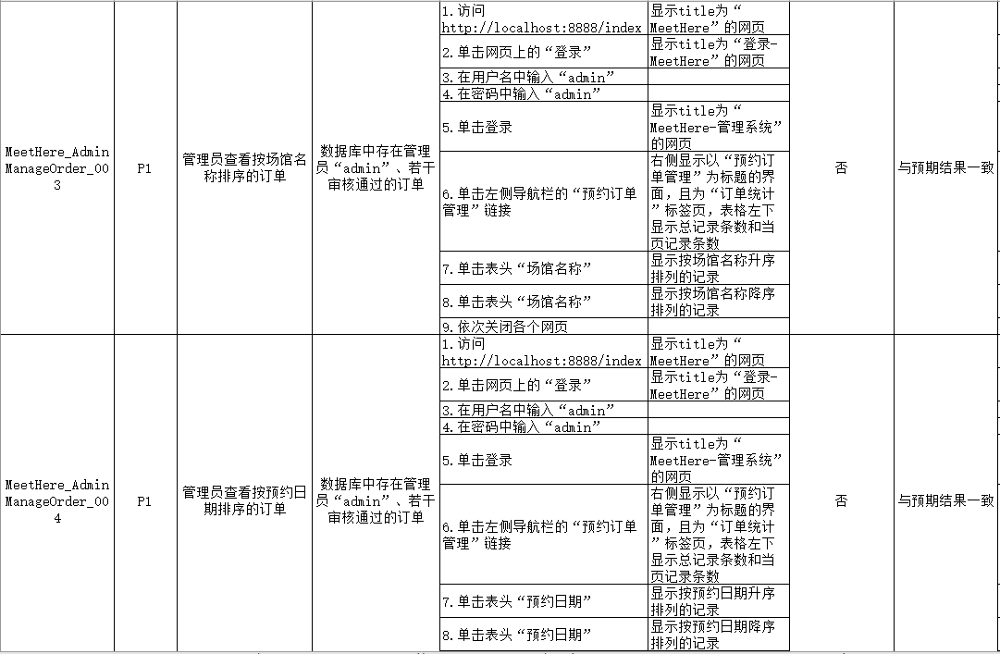 MeetHere_Admin
ManageOrder_00
3
P1
管理员查看按场馆名
称排序的订单
数据库中存在管理
员“admin”、若干
审核通过的订单
1.访问
http://localhost:8888/index
显示title为“
MeetHere”的网页
2.单击网页上的“登录”
显示title为“登录-
MeetHere”的网页
3.在用户名中输入“admin”
4.在密码中输入“admin”
5.单击登录
显示title为“
MeetHere-管理系统”
的网页
6.单击左侧导航栏的“预约订单
管理”链接
右侧显示以“预约订
单管理”为标题的界
面，且为“订单统计
”标签页，表格左下
显示总记录条数和当
页记录条数
7.单击表头“场馆名称”
显示按场馆名称升序
排列的记录
8.单击表头“场馆名称”
显示按场馆名称降序
排列的记录
9.依次关闭各个网页
否
与预期结果一致
MeetHere_Admin
ManageOrder_00
4
P1
管理员查看按预约日
期排序的订单
数据库中存在管理
员“admin”、若干
审核通过的订单
1.访问
http://localhost:8888/index
显示title为“
MeetHere”的网页
2.单击网页上的“登录”
显示title为“登录-
MeetHere”的网页
3.在用户名中输入“admin”
4.在密码中输入“admin”
5.单击登录
显示title为“
MeetHere-管理系统”
的网页
6.单击左侧导航栏的“预约订单
管理”链接
右侧显示以“预约订
单管理”为标题的界
面，且为“订单统计
”标签页，表格左下
显示总记录条数和当
页记录条数
7.单击表头“预约日期”
显示按预约日期升序
排列的记录
8.单击表头“预约日期”
显示按预约日期降序
排列的记录
否
与预期结果一致